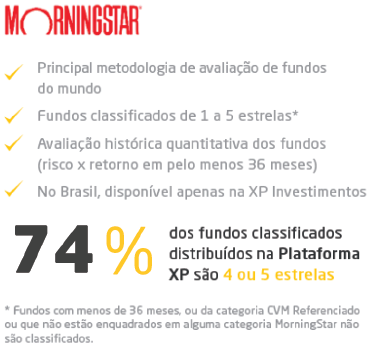 MORNINGSTAR
Principal metodologia de avaliação de fundos
do mundo
Fundos classificados de 1 a 5 estrelas*
Avaliação histórica quantitativa dos fundos
(risco x retorno em pelo menos 36 meses)
No Brasil, disponível apenas na XP Investimentos
74%
dos fundos classificados
distribuídos na Plataforma
XP são 4 ou 5 estrelas
* Fundos com menos de 36 meses, ou da categoria CVM Referenciado
ou que não estão enquadrados em alguma categoria MorningStar não
são classificados.